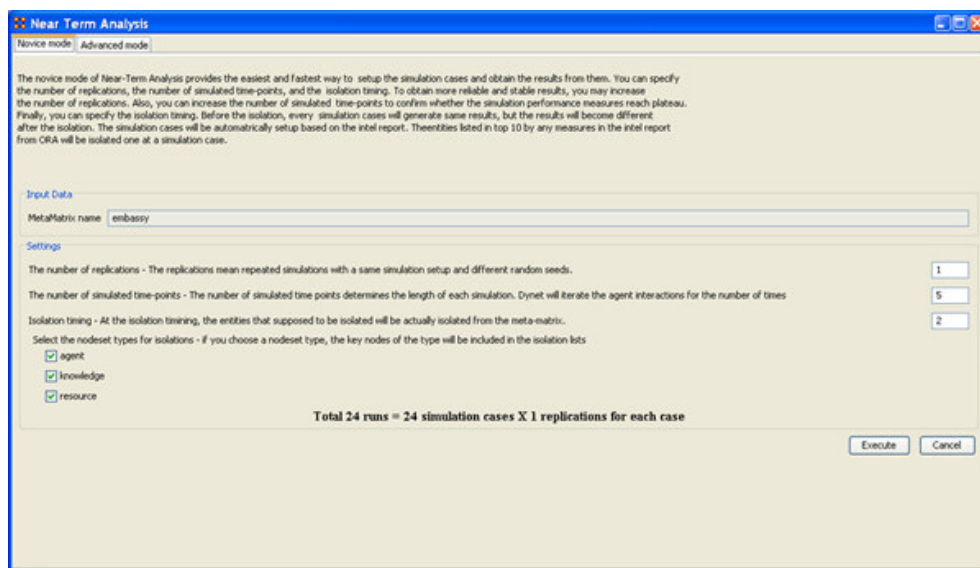 Near Term Analysis
Novice mode Advanced mode
The novice mode of Near-Term Analysis provides the easiest and fastest way to setup the simulation cases and obtain the results from them. You can specify
the number of replications, the number of simulated time-points, and the isolation timing. To obtain more reliable and stable results, you may increase
the number of replications. Also, you can increase the number of simulated time-points to confirm whether the simulation performance measures reach plateau.
Finally, you can specify the isolation timing. Before the isolation, every simulation cases will generate same results, but the results will become different
after the isolation. The simulation cases will be automatrically setup based on the intel report. Theentities listed in top 10 by any measures in the intel report
from ORA will be isolated one at a simulation case.
Input Data
MetaMatrix name embassy
Settings
The number of replications - The replications mean repeated simulations with a same simulation setup and different random seeds. 1
The number of simulated time-points - The number of simulated time points determines the length of each simulation. Dynet will iterate the agent interactions for the number of times 5
Isolation timing - At the isolation timining, the entities that supposed to be isolated will be actually isolated from the meta-matrix. 2
Select the nodeset types for isolations - if you choose a nodeset type, the key nodes of the type will be included in the isolation lists
agent
knowledge
resource
Total 24 runs = 24 simulation cases X 1 replications for each case
Execute Cancel